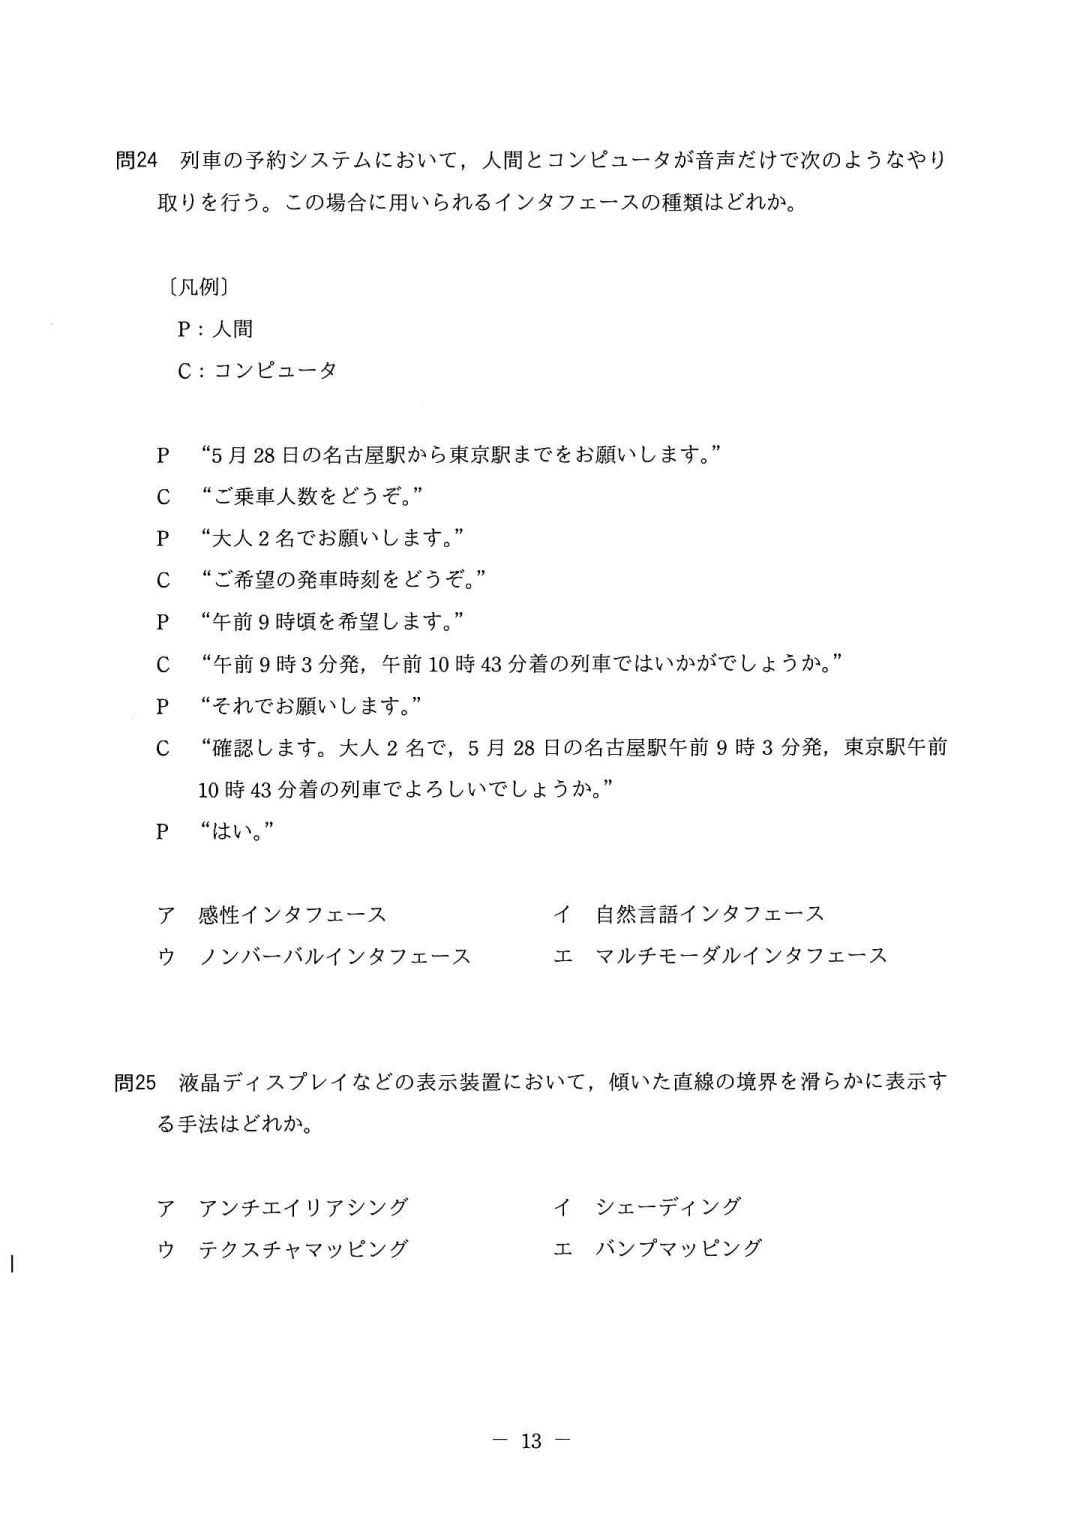 問24　列車の予約システムにおいて，人間とコンピュータが音声だけで次のようなやり
取りを行う。この場合に用いられるインタフェースの種類はどれか。
〔凡例〕
P：人間
C：コンピュータ
P　“5 月 28 日の名古屋駅から東京駅までをお願いします。”
C　“ご乗車人数をどうぞ。”
P　“大人 2 名でお願いします。”
C　“ご希望の発車時刻をどうぞ。”
P　“午前 9 時頃を希望します。”
C　“午前 9 時 3 分発，午前 10 時 43 分着の列車ではいかがでしょうか。”
P　“それでお願いします。”
C　“確認します。大人 2 名で，5 月 28 日の名古屋駅午前 9 時 3 分発，東京駅午前
10 時 43 分着の列車でよろしいでしょうか。”
P　“はい。”
ア　感性インタフェース　イ　自然言語インタフェース
ウ　ノンバーバルインタフェース　エ　マルチモーダルインタフェース
問25　液晶ディスプレイなどの表示装置において，傾いた直線の境界を滑らかに表示す
る手法はどれか。
ア　アンチエイリアシング　イ　シェーディング
ウ　テクスチャマッピング　エ　バンプマッピング
― 13 ―